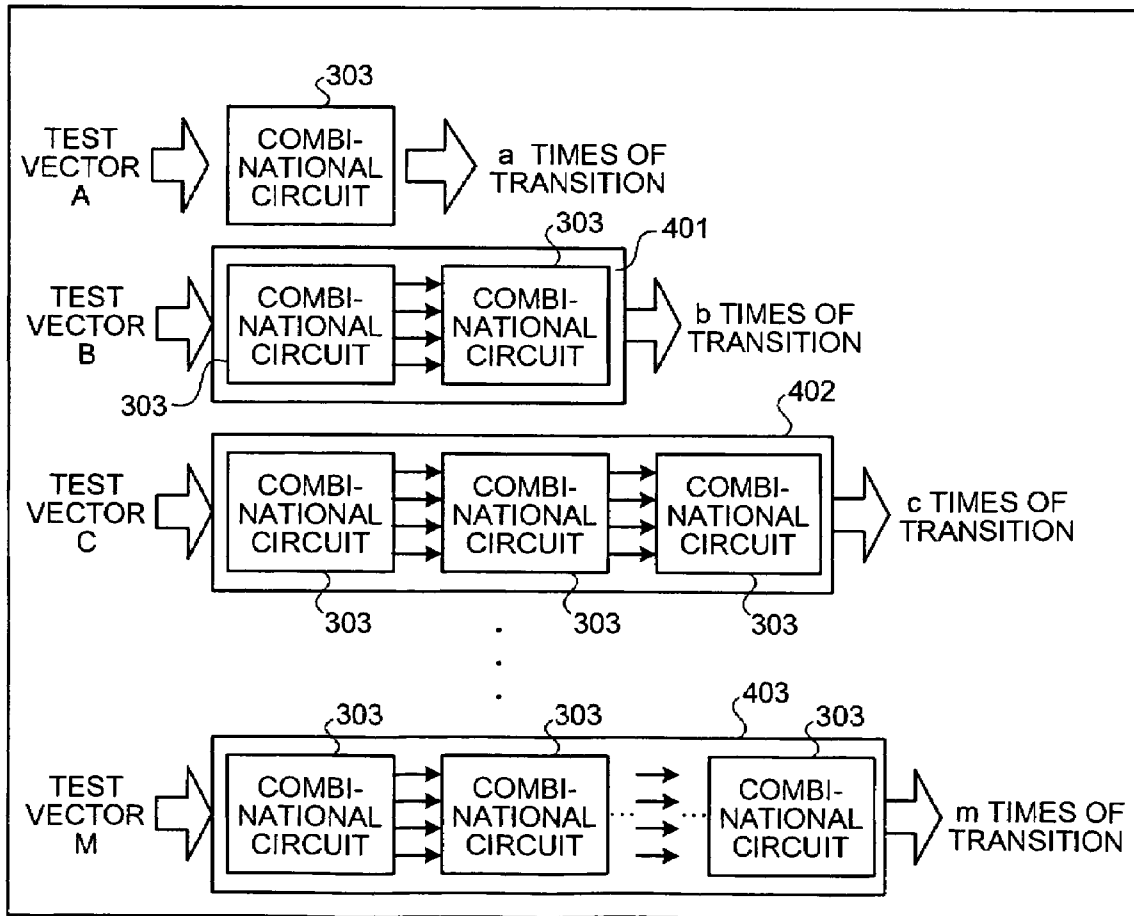 303
TEST
VECTOR
A
COMBI-
NATIONAL
CIRCUIT
a TIMES OF
TRANSITION
303
401
TEST
VECTOR
B
COMBI-
NATIONAL
CIRCUIT
COMBI-
NATIONAL
CIRCUIT
b TIMES OF
TRANSITION
303
402
TEST
VECTOR
C
COMBI-
NATIONAL
CIRCUIT
COMBI-
NATIONAL
CIRCUIT
COMBI-
NATIONAL
CIRCUIT
c TIMES OF
TRANSITION
303
303
303
303
303
403
303
TEST
VECTOR
M
COMBI-
NATIONAL
CIRCUIT
COMBI-
NATIONAL
CIRCUIT
COMBI-
NATIONAL
CIRCUIT
m TIMES OF
TRANSITION